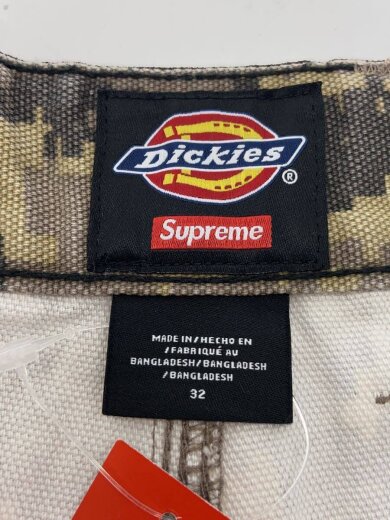 Dickies
®
Supreme
MADE IN/HECHO EN
/FABRIQUÉ AU
BANGLADESH/BANGLADESH
/BANGLADESH
32